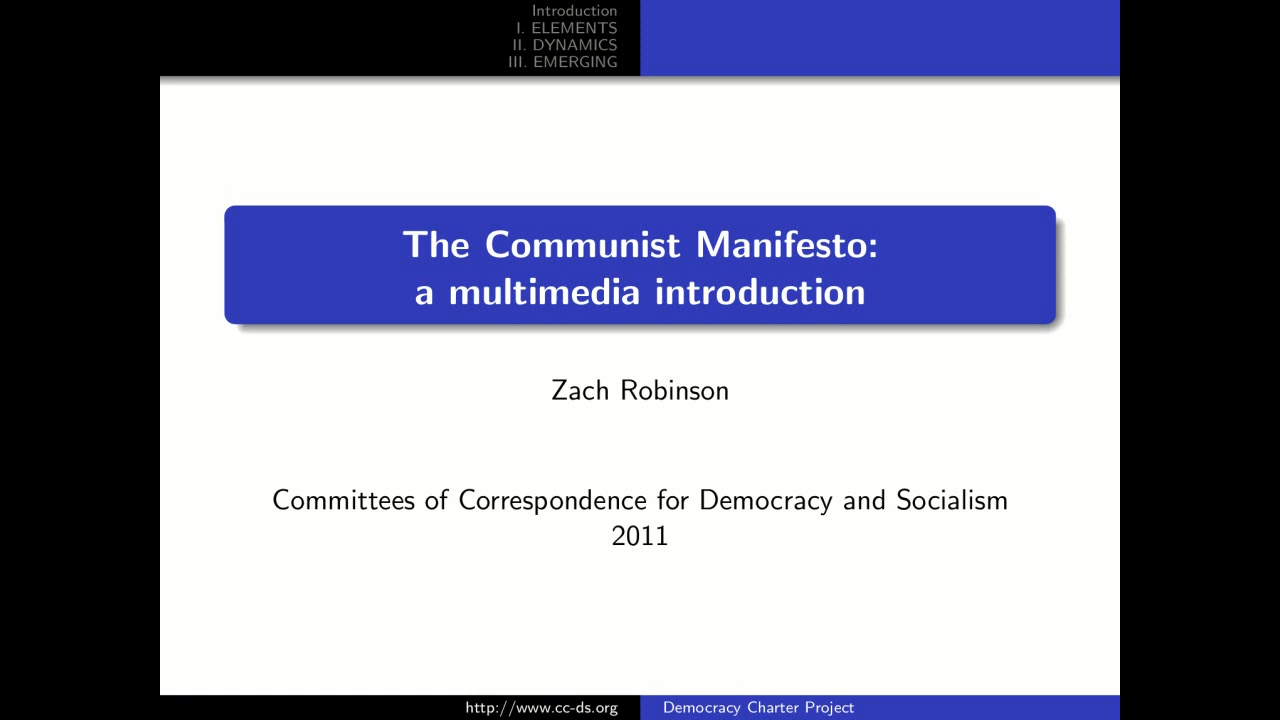 Introduction
I. ELEMENTS
II. DYNAMICS
III. EMERGING
The Communist Manifesto:
a multimedia introduction
Zach Robinson
Committees of Correspondence for Democracy and Socialism
2011
http://www.cc-ds.org
Democracy Charter Project